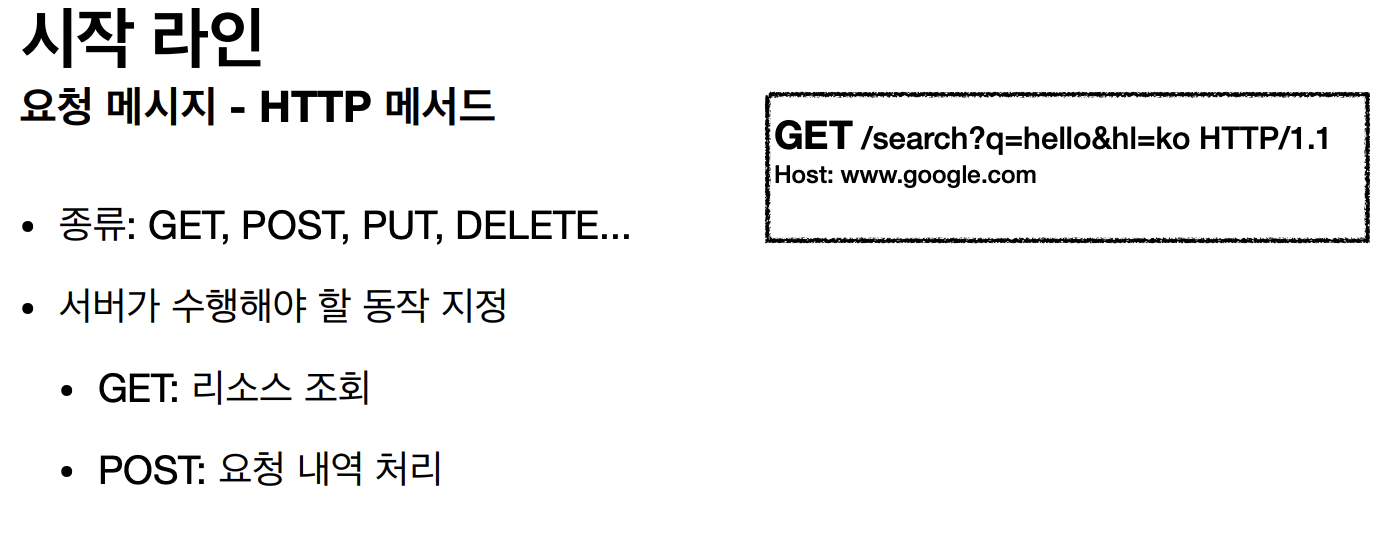 시작 라인
요청 메시지 - HTTP 메서드
• 종류: GET, POST, PUT, DELETE...
• 서버가 수행해야 할 동작 지정
• GET: 리소스 조회
• POST: 요청 내역 처리
GET /search?q=hello&hl=ko HTTP/1.1
Host: www.google.com